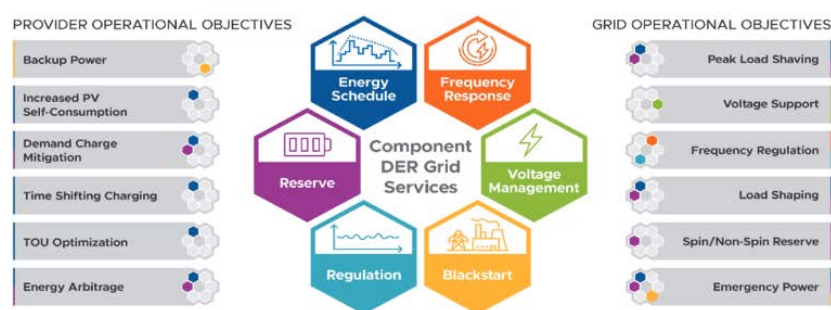 PROVIDER OPERATIONAL OBJECTIVES
Backup Power
Increased PV
Self-Consumption
Demand Charge
Mitigation
Time Shifting Charging
TOU Optimization
Energy Arbitrage
Energy
Schedule
Frequency
Response
Reserve
Component
DER Grid
Services
Voltage
Management
Regulation
Blackstart
GRID OPERATIONAL OBJECTIVES
Peak Load Shaving
Voltage Support
Frequency Regulation
Load Shaping
Spin/Non-Spin Reserve
Emergency Power